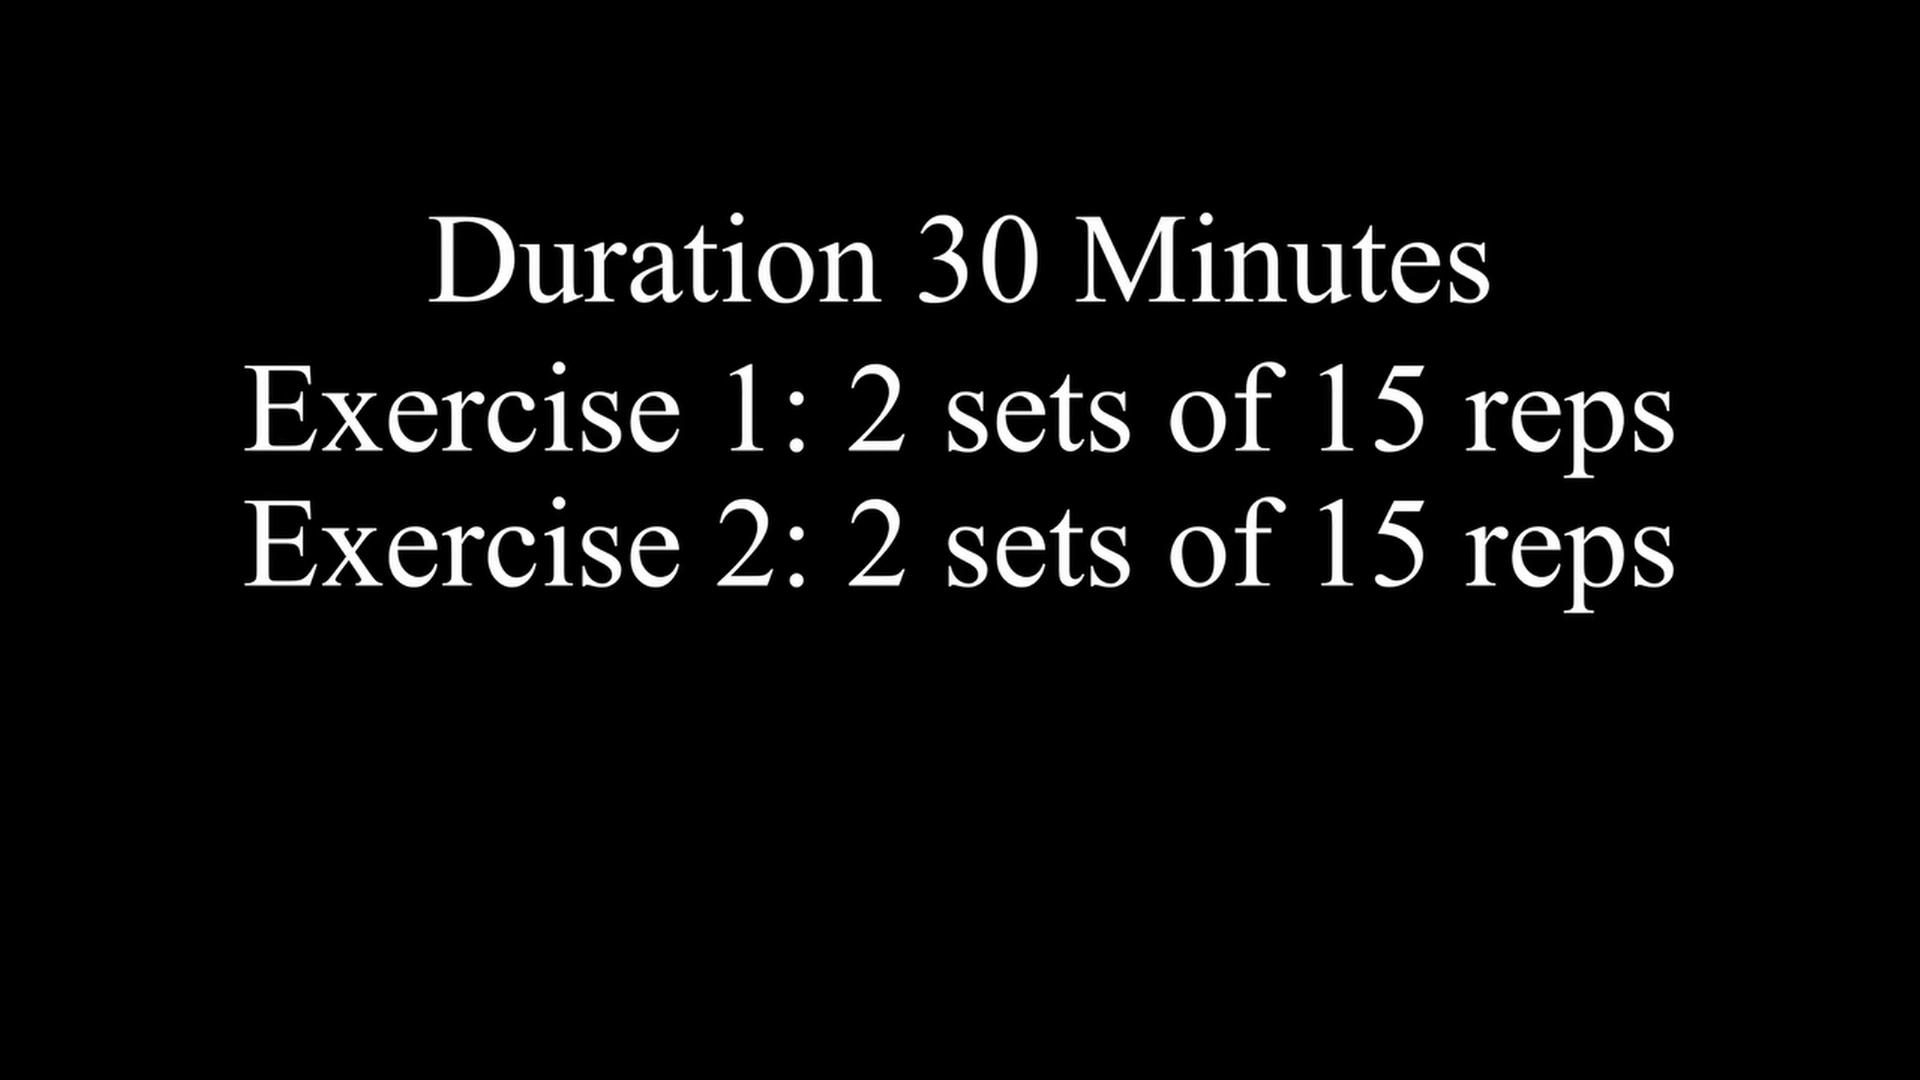 Duration 30 Minutes
Exercise 1: 2 sets of 15 reps
Exercise 2: 2 sets of 15 reps